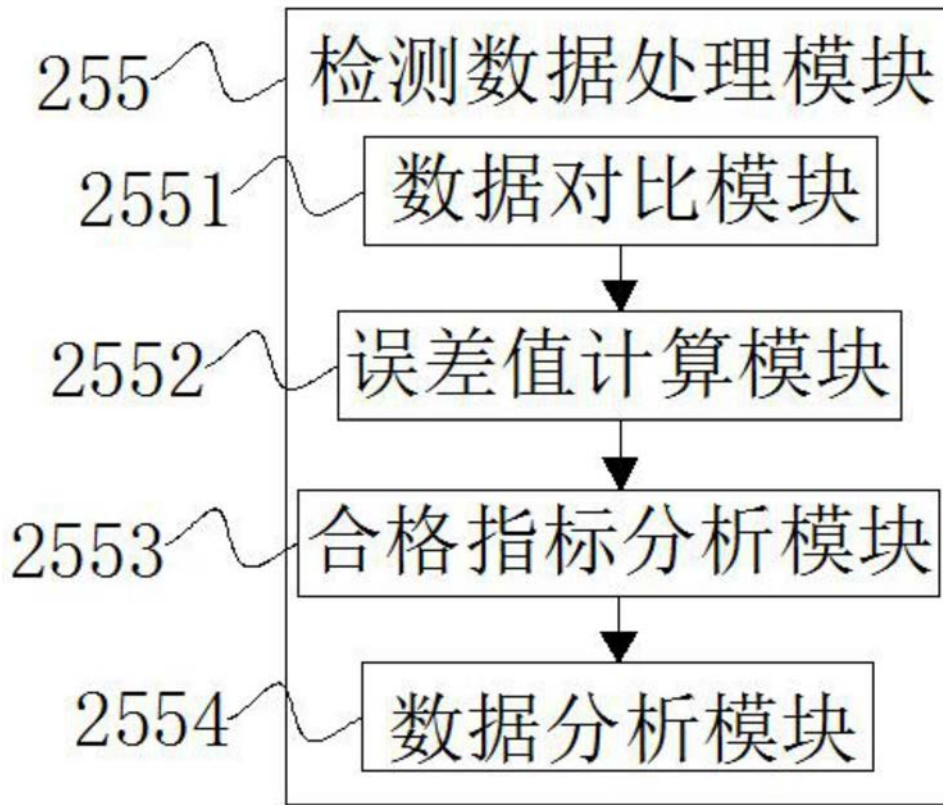 255 检测数据处理模块
2551 数据对比模块
2552 误差值计算模块
2553 合格指标分析模块
2554 数据分析模块